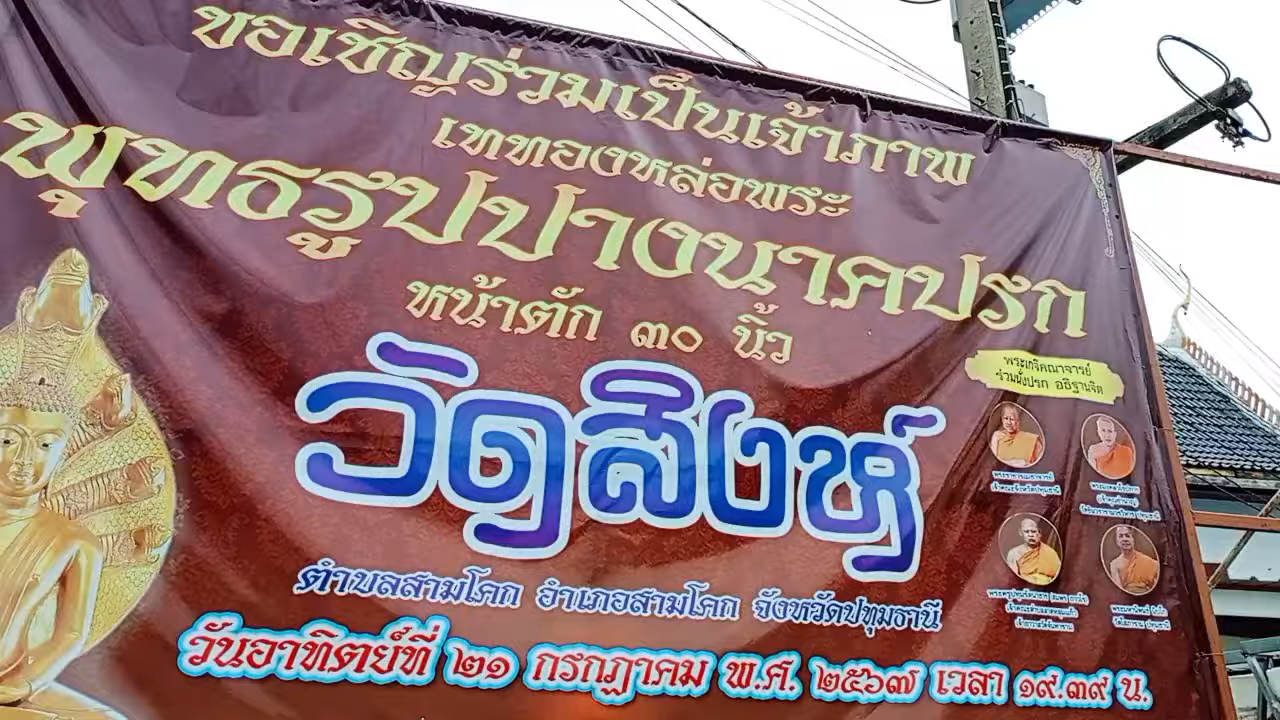 ขอเชิญร่วมเป็นเจ้าภาพ
เททองหล่อพระ
พุทธรูปปางนาคปรก
หน้าตัก ๓๐ นิ้ว
วัดสิงห์
พระเกจิคณาจารย์
ร่วมนั่งปรก อธิฐานจิต
ตำบลสามโคก อำเภอสามโคก จังหวัดปทุมธานี
วันอาทิตย์ที่ ๒๑ กรกฏาคม พ.ศ. ๒๕๖๗ เวลา ๑๙.๓๙ น.